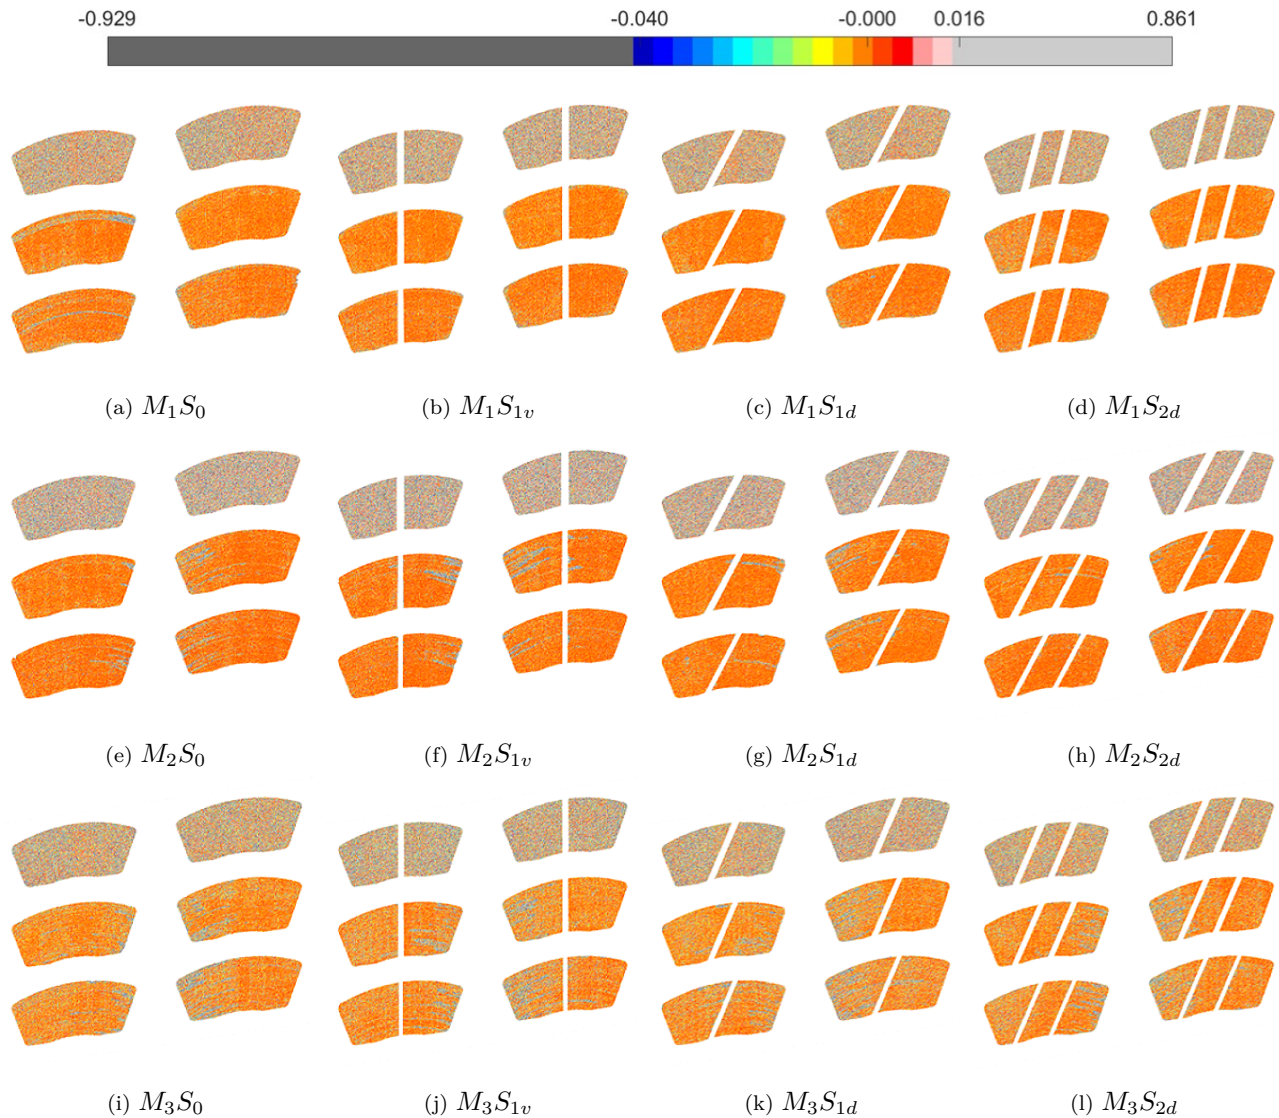 -0.929 -0.040 -0.000 0.016 0.861
(a) M₁S₀ (b) M₁S₁ᵥ (c) M₁S₁d (d) M₁S₂d
(e) M₂S₀ (f) M₂S₁ᵥ (g) M₂S₁d (h) M₂S₂d
(i) M₃S₀ (j) M₃S₁ᵥ (k) M₃S₁d (l) M₃S₂d